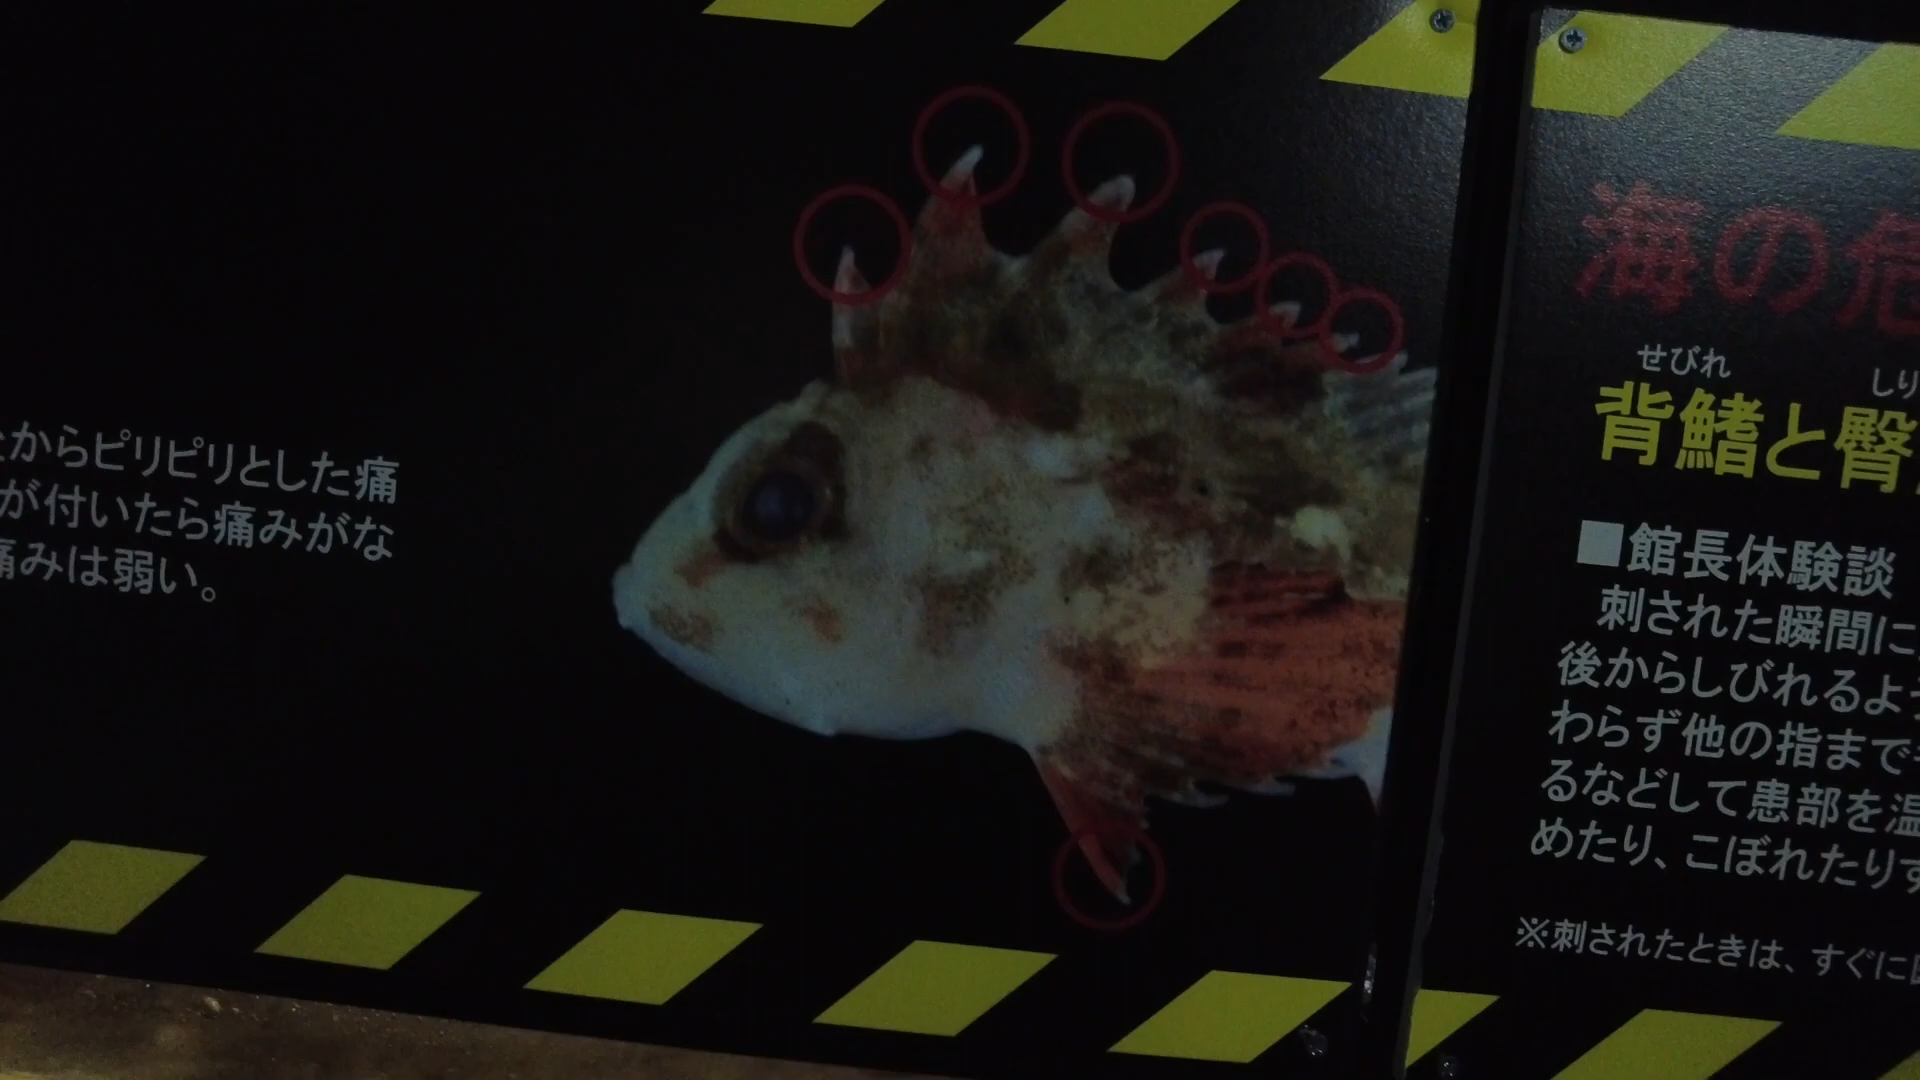 からピリピリとした痛
が付いたら痛みがな
痛みは弱い。
海の危
せびれ
しり
背鰭と臀
■館長体験談
刺された瞬間に
後からしびれるよう
わらず他の指まで
るなどして患部を温
めたり、こぼれたりす
※刺されたときは、すぐに